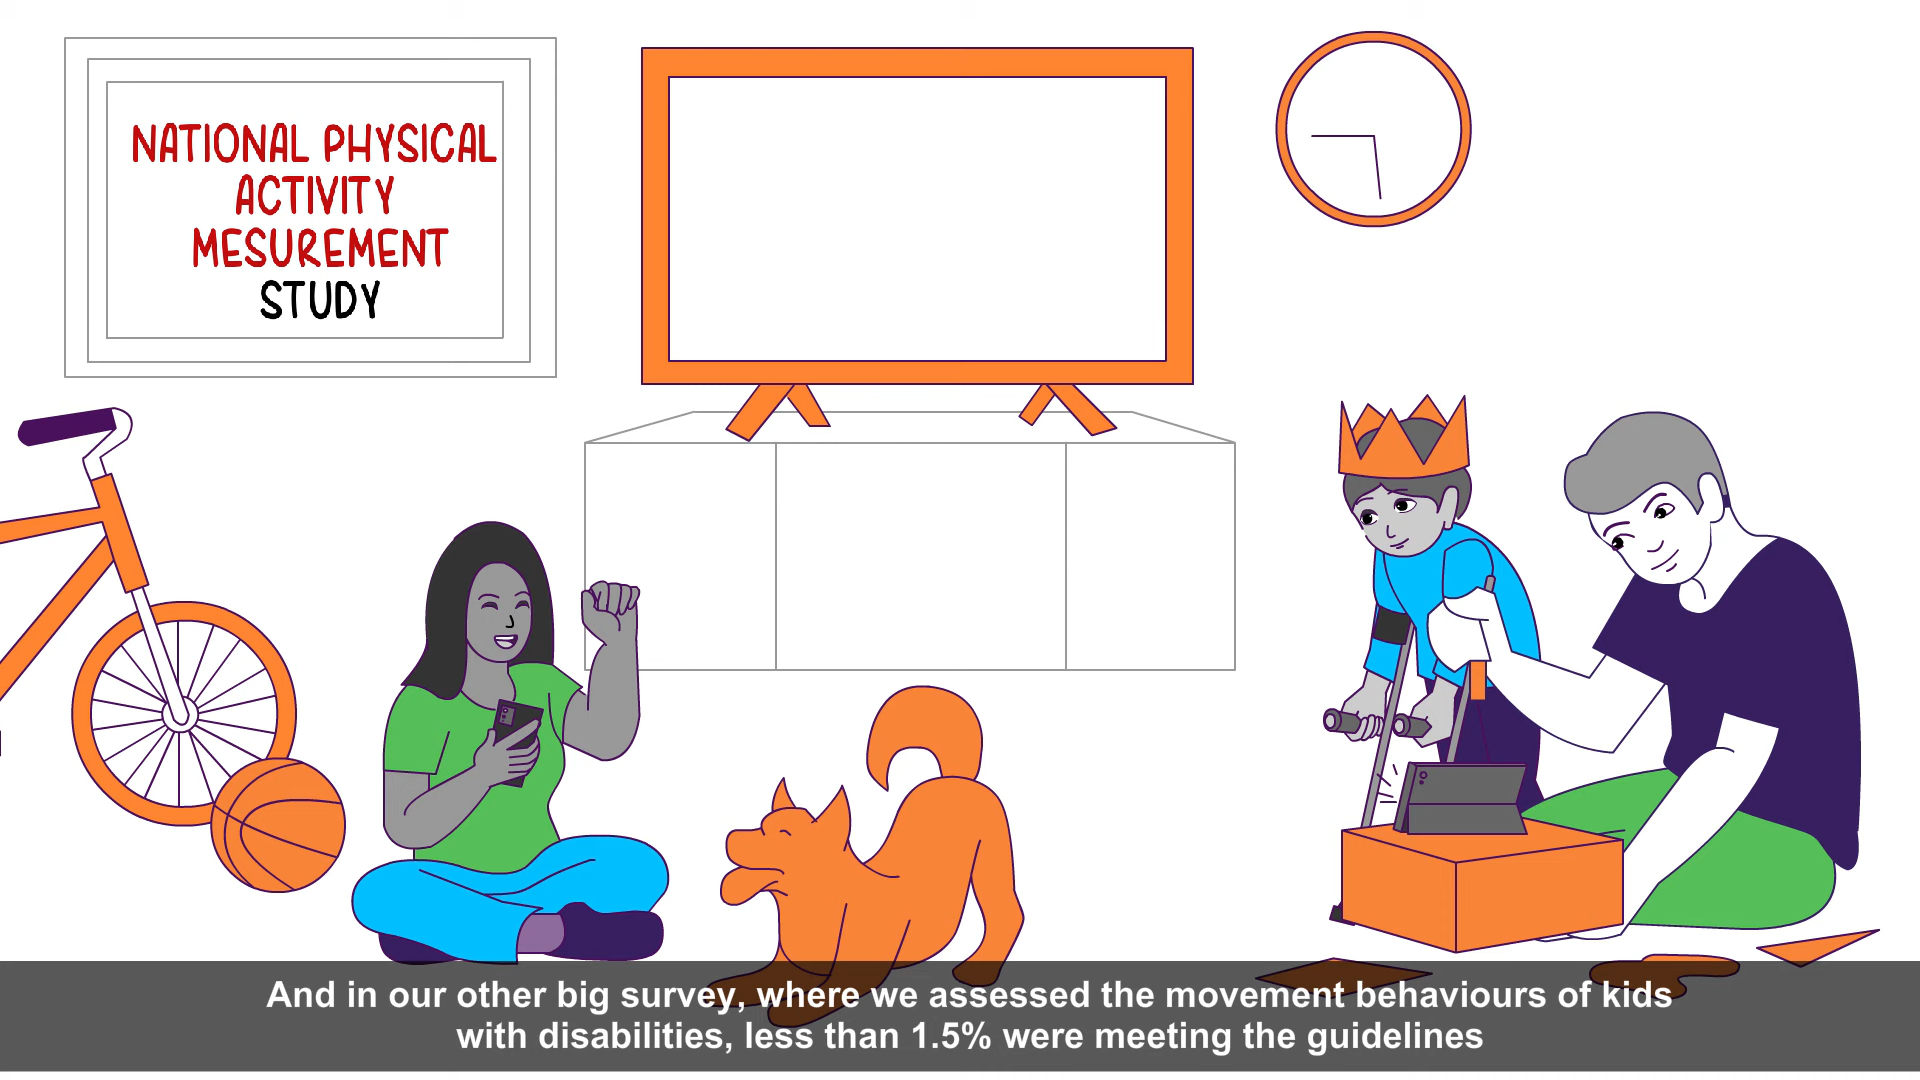 NATIONAL PHYSICAL
ACTIVITY
MESUREMENT
STUDY
And in our other big survey, where we assessed the movement behaviours of kids
with disabilities, less than 1.5% were meeting the guidelines